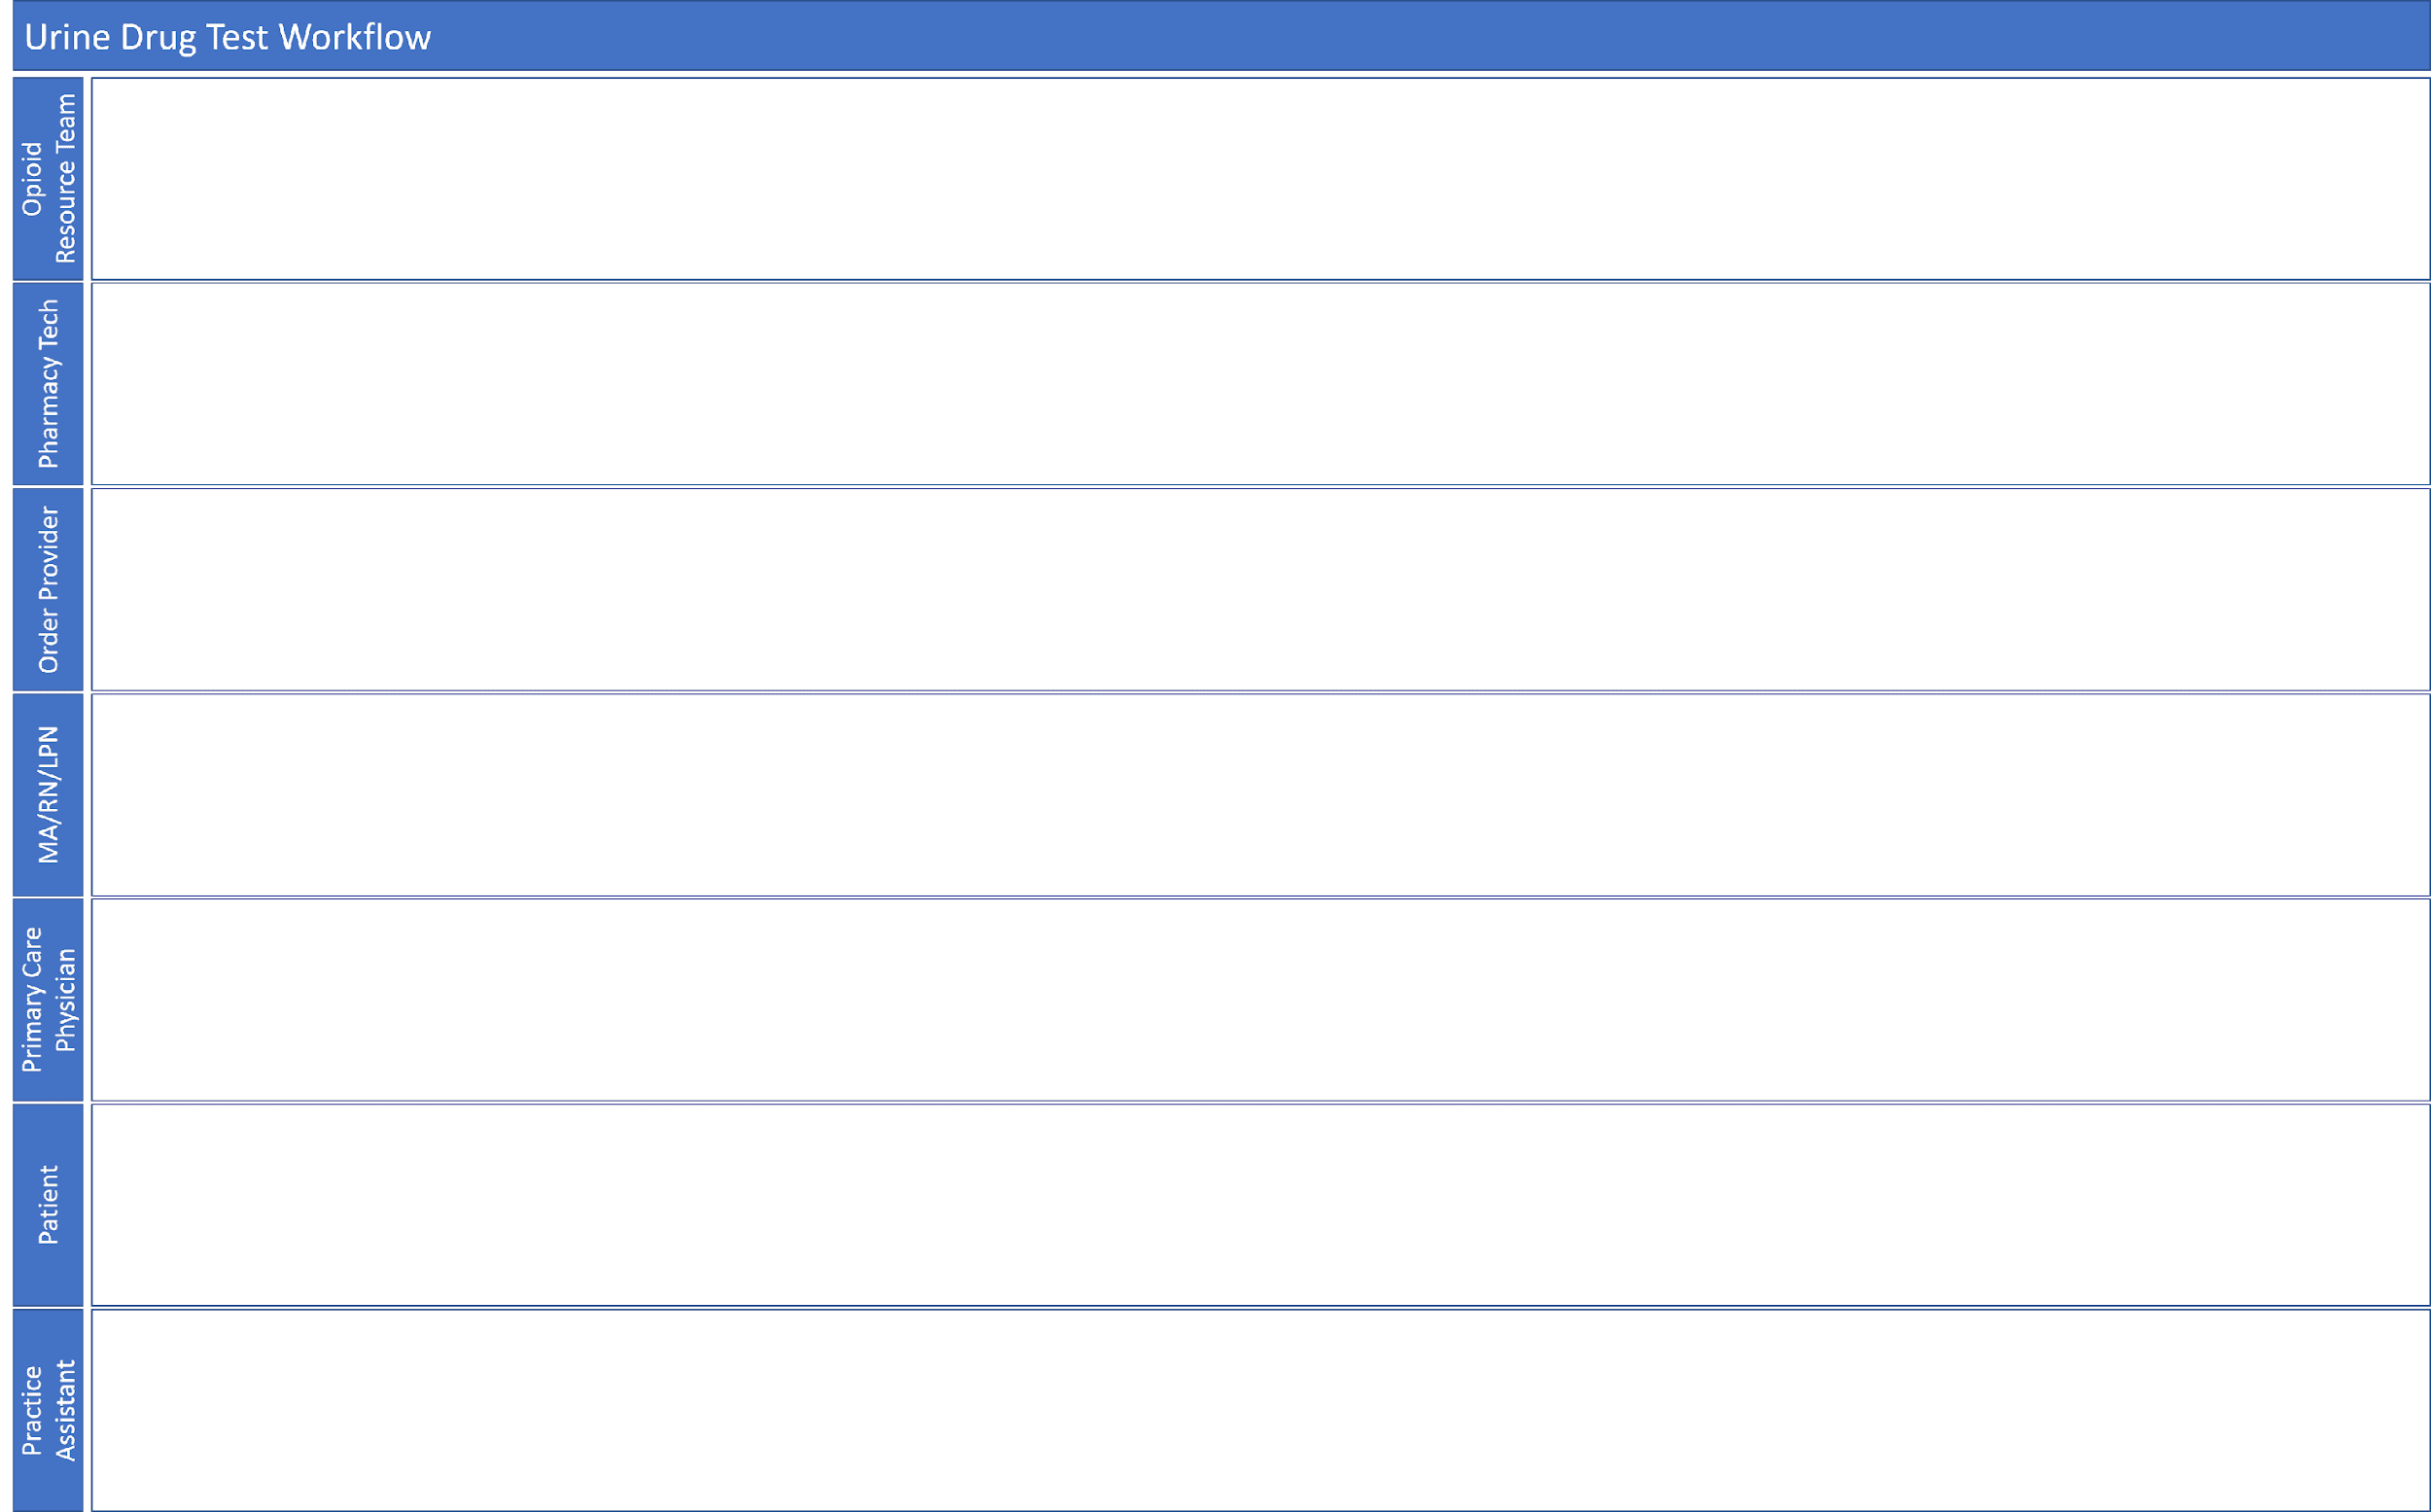 Urine Drug Test Workflow
Opioid
Resource Team
Pharmacy Tech
Order Provider
MA/RN/LPN
Primary Care
Physician
Patient
Practice
Assistant